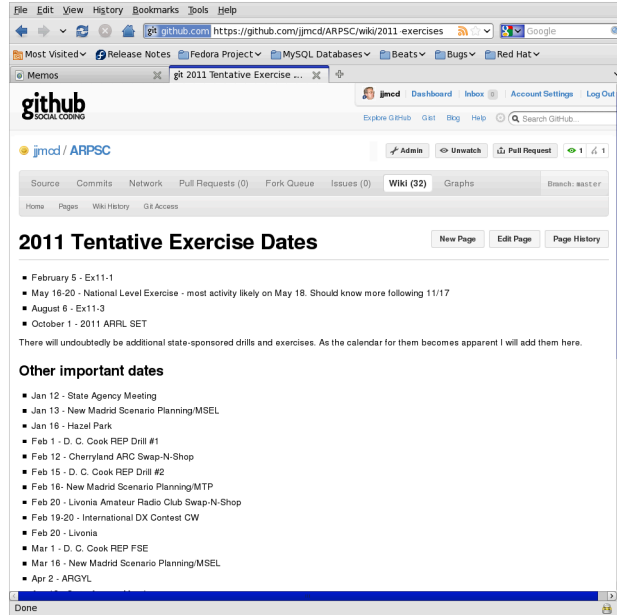 File Edit View History Bookmarks Tools Help
git github.com https://github.com/jjmcd/ARPSC/wiki/2011-exercises Google
Most Visited Release Notes Fedora Project MySQL Databases Beats Bugs Red Hat
Memos git 2011 Tentative Exercise ...
github
SOCIAL CODING
jjmcd Dashboard Inbox 0 Account Settings Log Out
Explore GitHub Gist Blog Help Search GitHub...
jjmcd / ARPSC Admin Unwatch Pull Request 1 1
Source Commits Network Pull Requests (0) Fork Queue Issues (0) Wiki (32) Graphs Branch: master
Home Pages Wiki History Git Access
2011 Tentative Exercise Dates New Page Edit Page Page History
February 5 - Ex11-1
May 16-20 - National Level Exercise - most activity likely on May 18. Should know more following 11/17
August 6 - Ex11-3
October 1 - 2011 ARRL SET
There will undoubtedly be additional state-sponsored drills and exercises. As the calendar for them becomes apparent I will add them here.
Other important dates
Jan 12 - State Agency Meeting
Jan 13 - New Madrid Scenario Planning/MSEL
Jan 16 - Hazel Park
Feb 1 - D. C. Cook REP Drill #1
Feb 12 - Cherryland ARC Swap-N-Shop
Feb 15 - D. C. Cook REP Drill #2
Feb 16- New Madrid Scenario Planning/MTP
Feb 20 - Livonia Amateur Radio Club Swap-N-Shop
Feb 19-20 - International DX Contest CW
Feb 20 - Livonia
Mar 1 - D. C. Cook REP FSE
Mar 16 - New Madrid Scenario Planning/MSEL
Apr 2 - ARGYL
Done